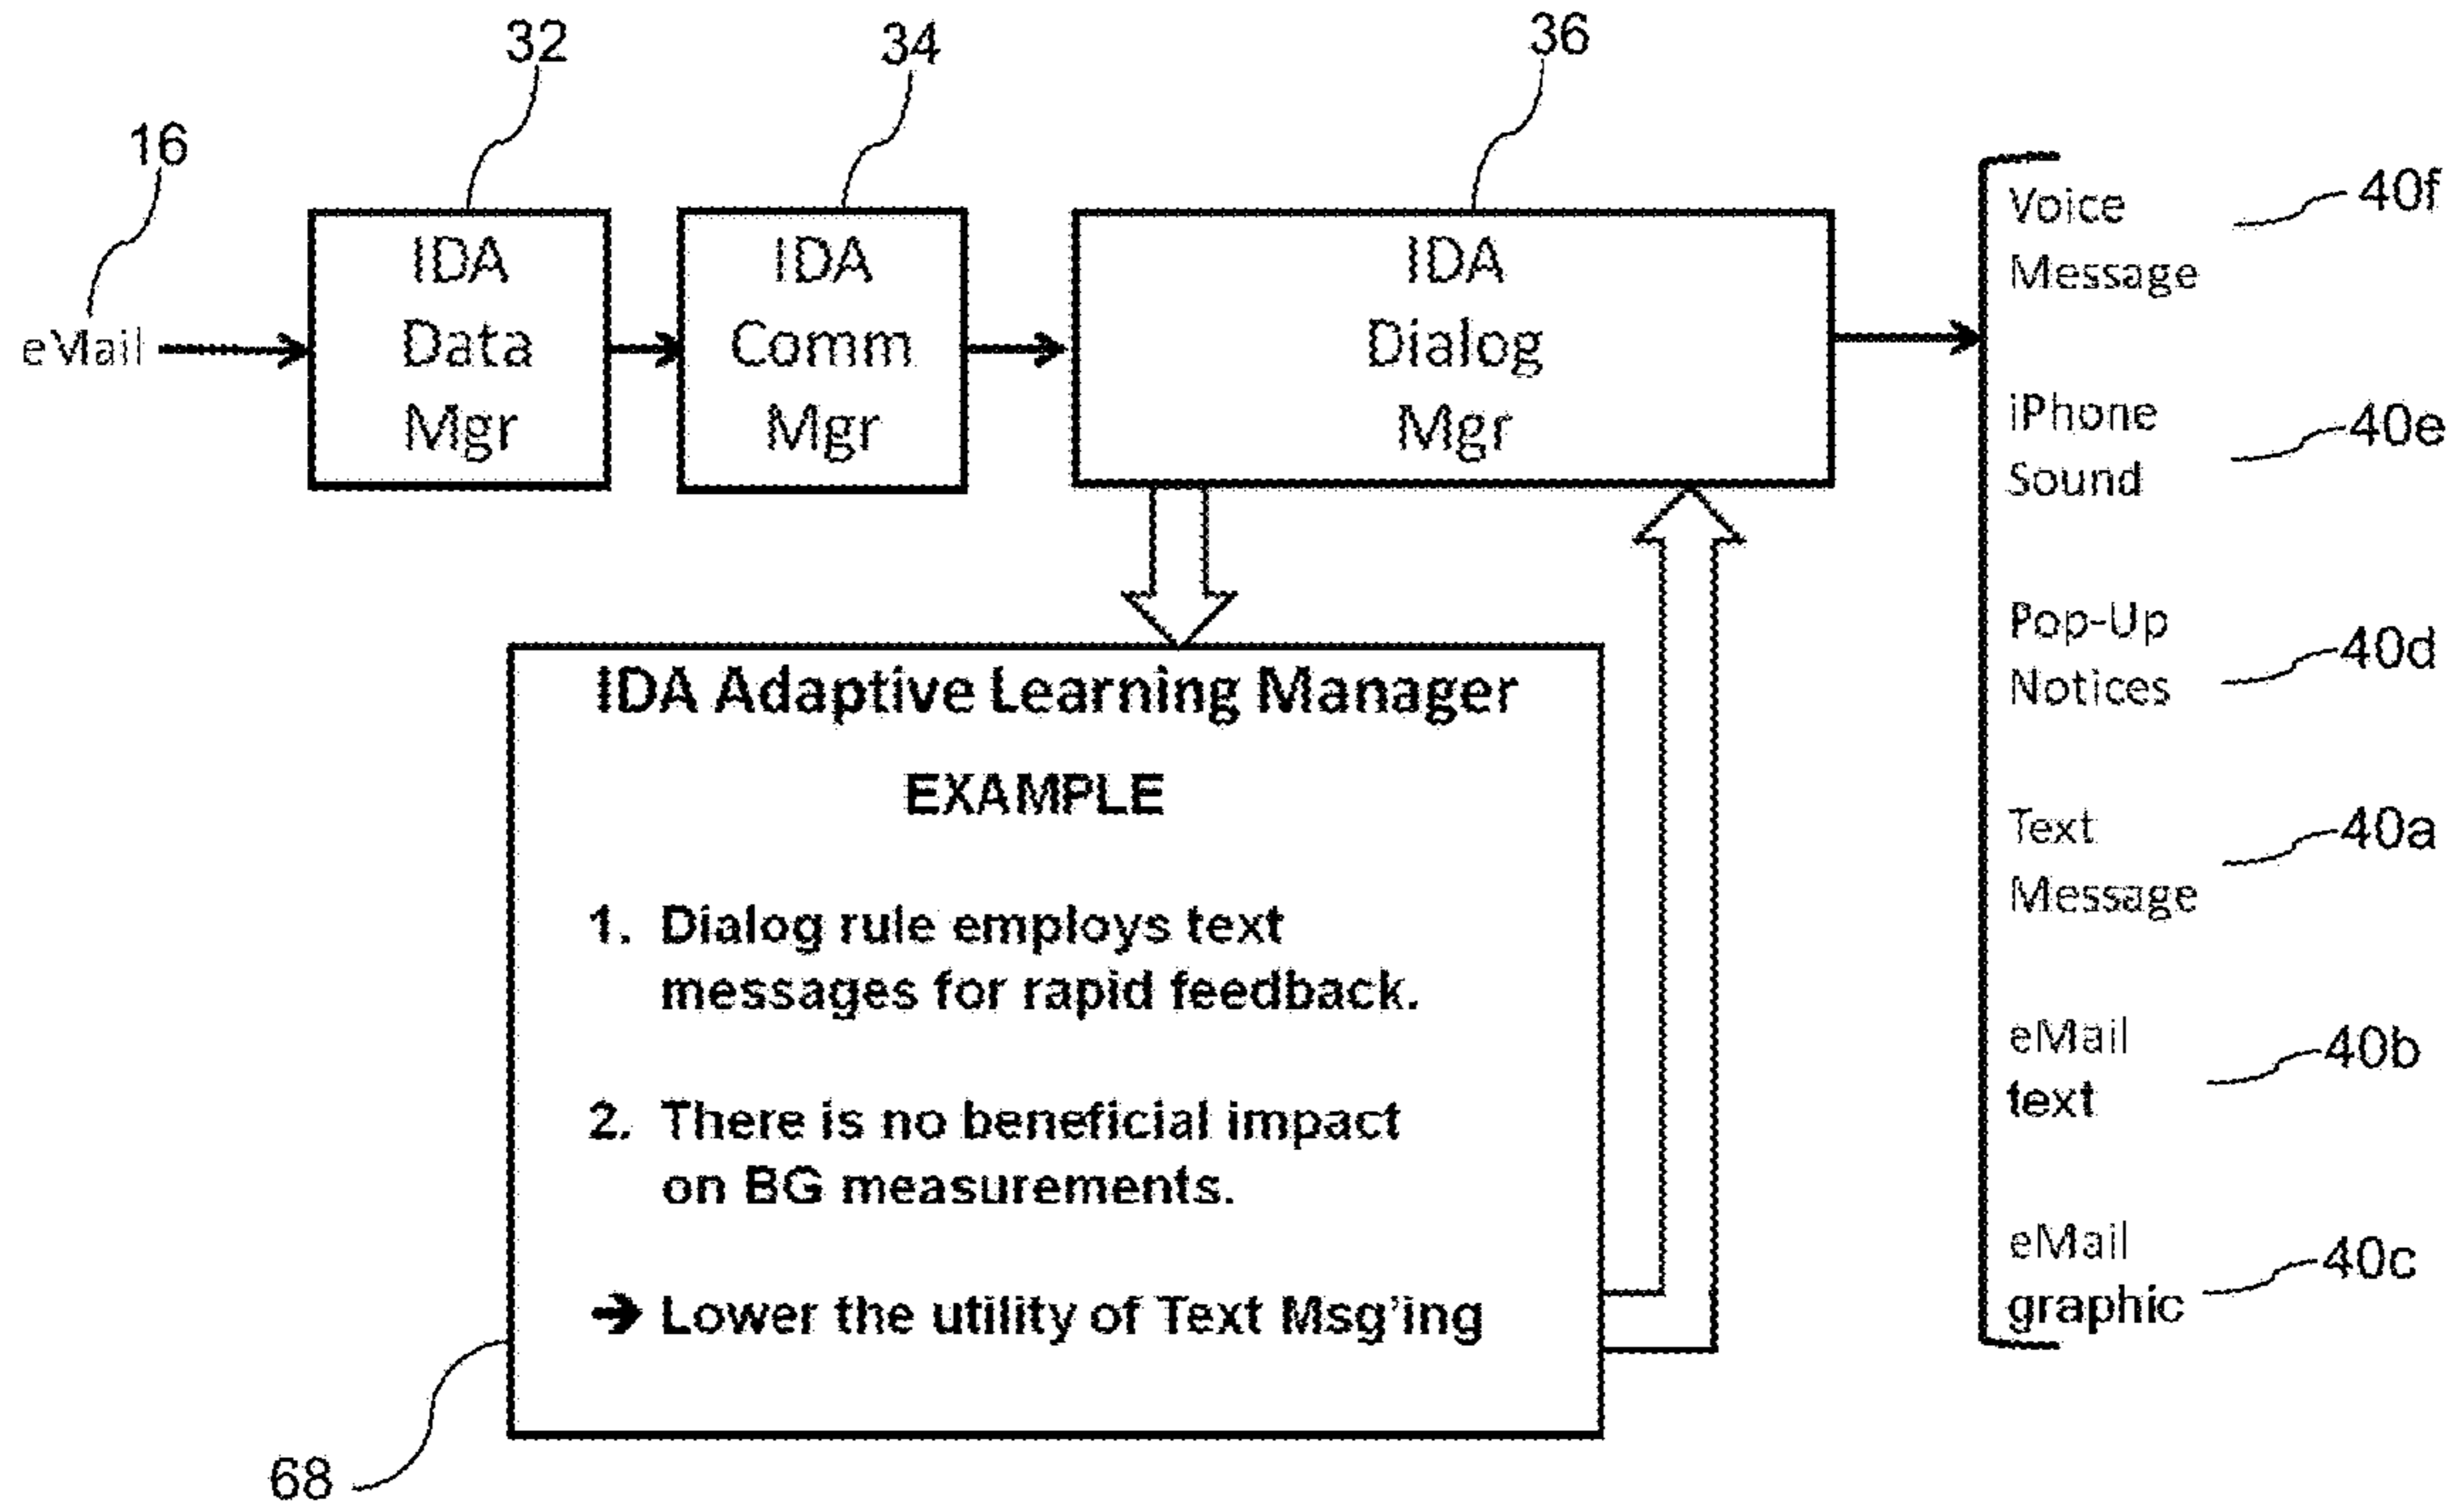 32
34
36
16
eMail
IDA
Data
Mgr
IDA
Comm
Mgr
IDA
Dialog
Mgr
Voice
Message
40f
iPhone
Sound
40e
Pop-Up
Notices
40d
Text
Message
40a
eMail
text
40b
eMail
graphic
40c
IDA Adaptive Learning Manager
EXAMPLE
1. Dialog rule employs text
messages for rapid feedback.
2. There is no beneficial impact
on BG measurements.
➔ Lower the utility of Text Msg’ing
68